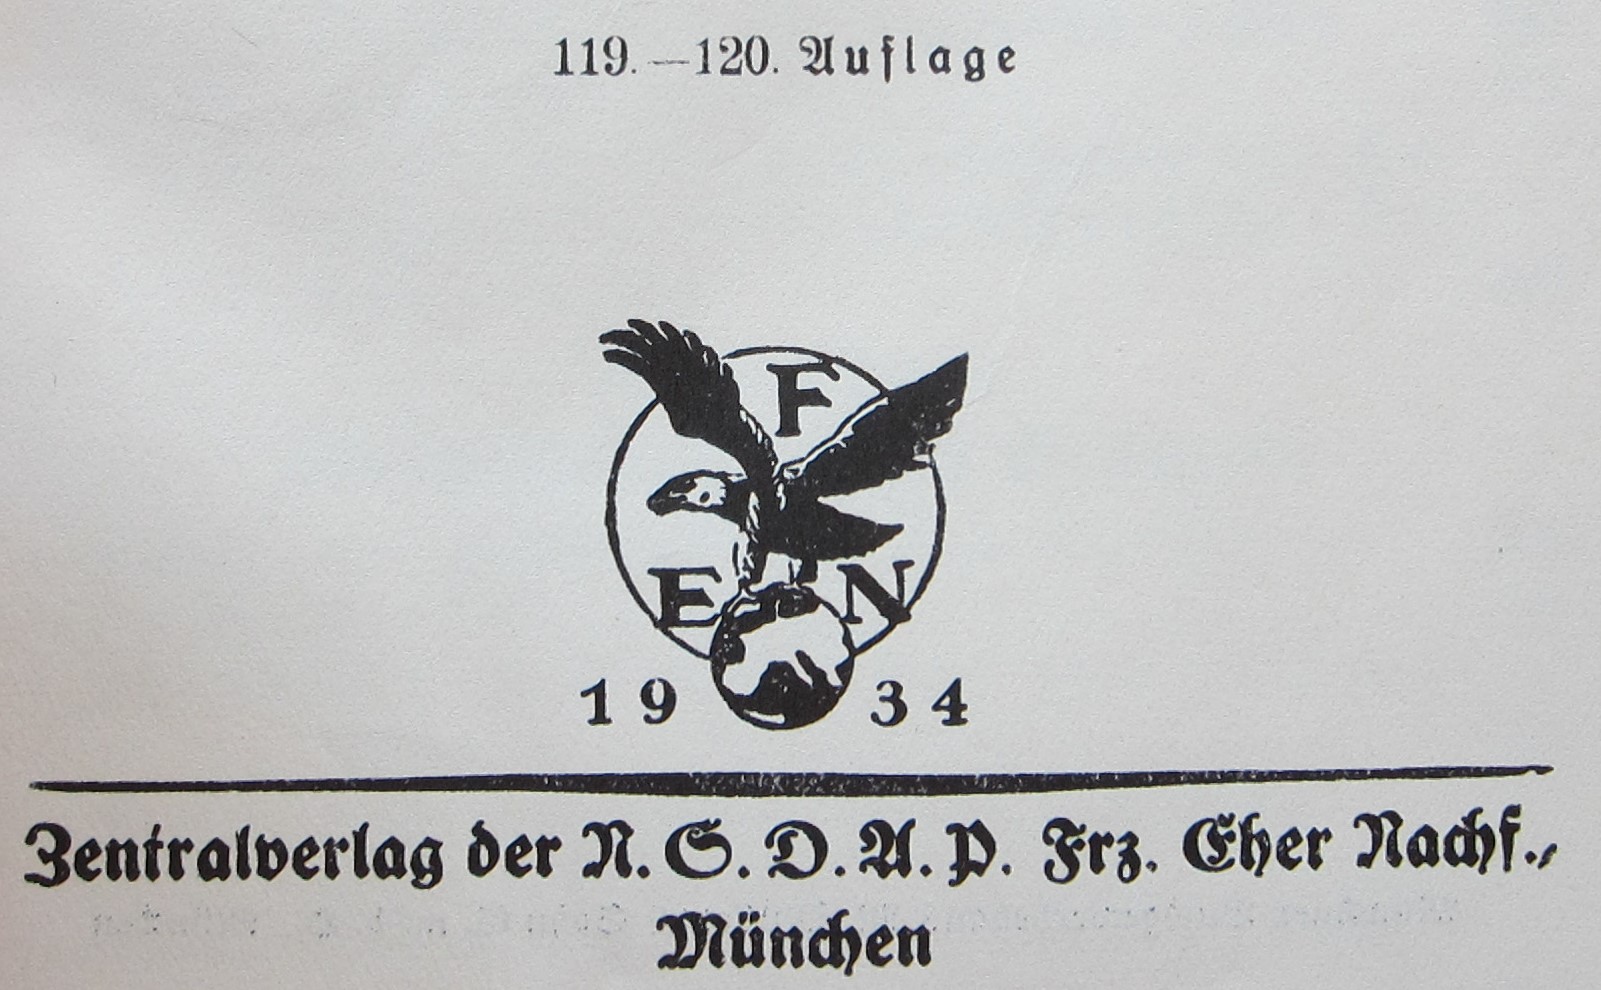 119.—120. Auflage
F
E N
19 34
Zentralverlag der N. S. D. A. P. Frz. Eher Nachf.,
München